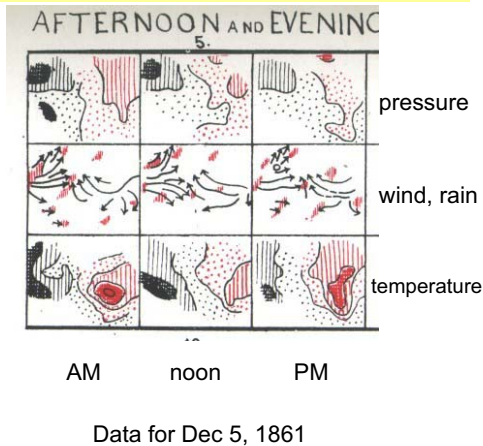 AFTERNOON AND EVENING
5.
pressure
wind, rain
temperature
AM noon PM
Data for Dec 5, 1861